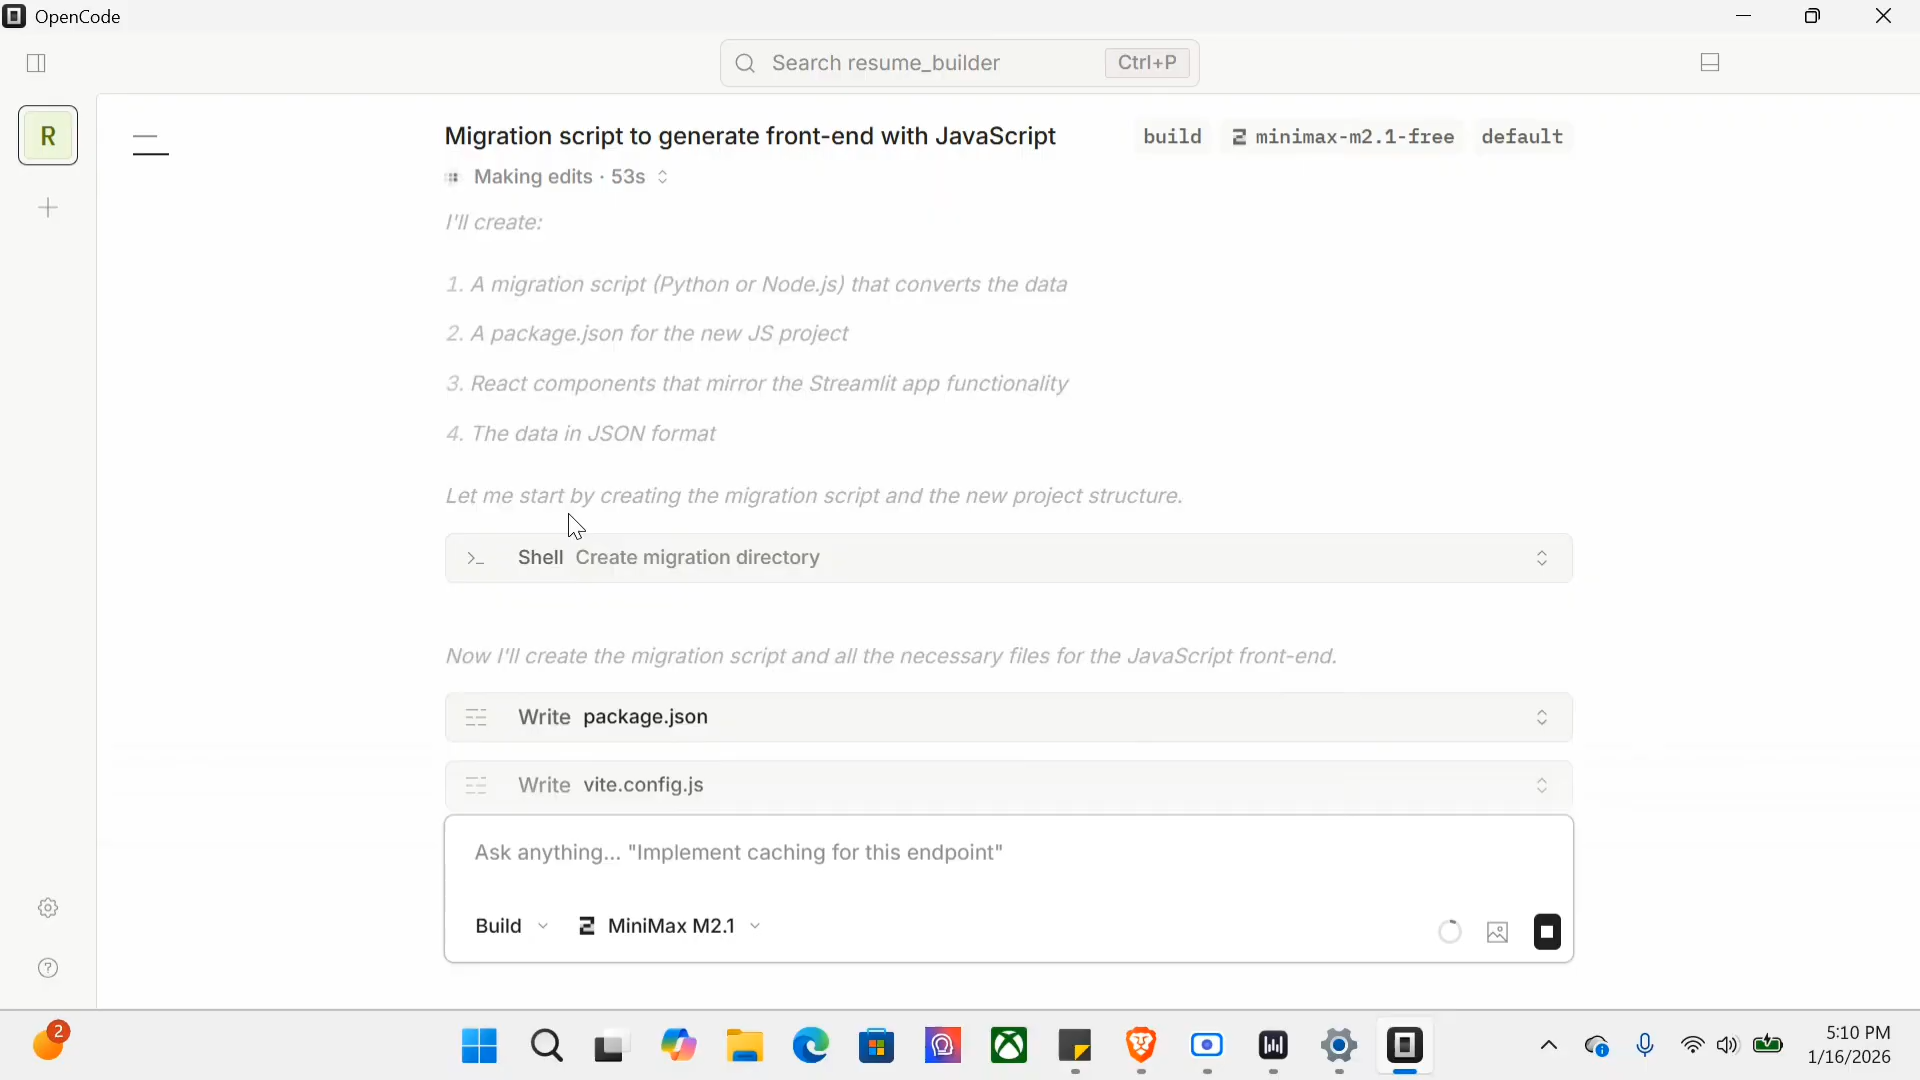 OpenCode
Search resume_builder Ctrl+P
R
Migration script to generate front-end with JavaScript build minimax-m2.1-free default
Making edits · 53s
I'll create:
1. A migration script (Python or Node.js) that converts the data
2. A package.json for the new JS project
3. React components that mirror the Streamlit app functionality
4. The data in JSON format
Let me start by creating the migration script and the new project structure.
Shell Create migration directory
Now I'll create the migration script and all the necessary files for the JavaScript front-end.
Write package.json
Write vite.config.js
Ask anything... "Implement caching for this endpoint"
Build MiniMax M2.1
2
5:10 PM
1/16/2026